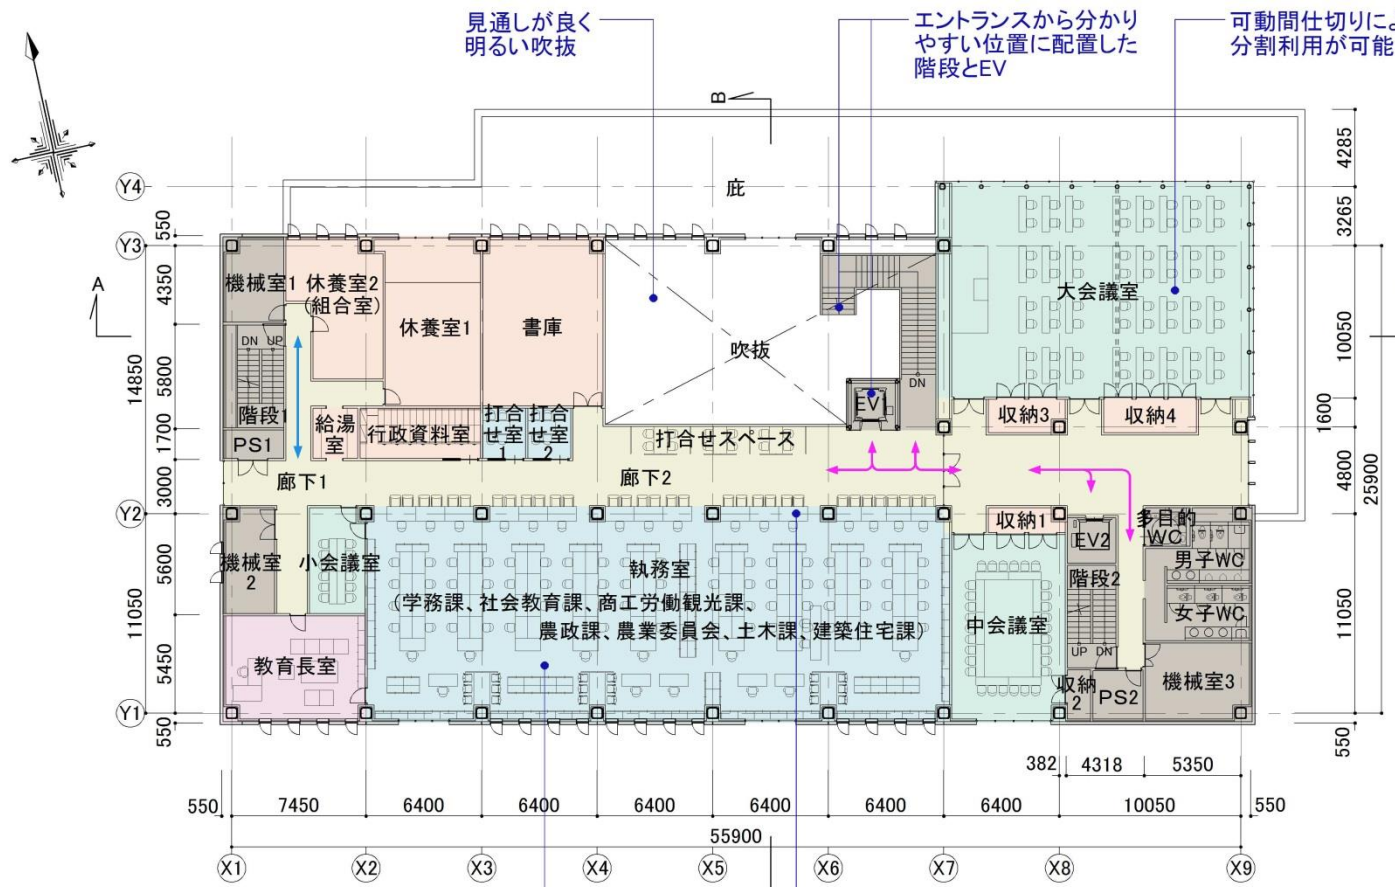 見通しが良く
明るい吹抜
エントランスから分かり
やすい位置に配置した
階段とEV
可動間仕切りによ
分割利用が可能
B
A
Y4
Y3
Y2
Y1
550
4350
5800
14850
1700
3000
5600
11050
5450
550
4285
3265
10050
1600
4800
25900
11050
550
庇
機械室1
休養室2
(組合室)
休養室1
書庫
吹抜
大会議室
DN
UP
階段1
PS1
給湯
室
行政資料室
打合
せ室
1
打合
せ室
2
打合せスペース
EV1
DN
収納3
収納4
廊下1
廊下2
機械室
2
小会議室
執務室
(学務課、社会教育課、商工労働観光課、
農政課、農業委員会、土木課、建築住宅課)
教育長室
収納1
中会議室
EV2
階段2
UP
DN
多目的
WC
男子WC
女子WC
収納
2
PS2
機械室3
382
4318
5350
550
7450
6400
6400
6400
6400
6400
6400
10050
550
55900
X1
X2
X3
X4
X5
X6
X7
X8
X9